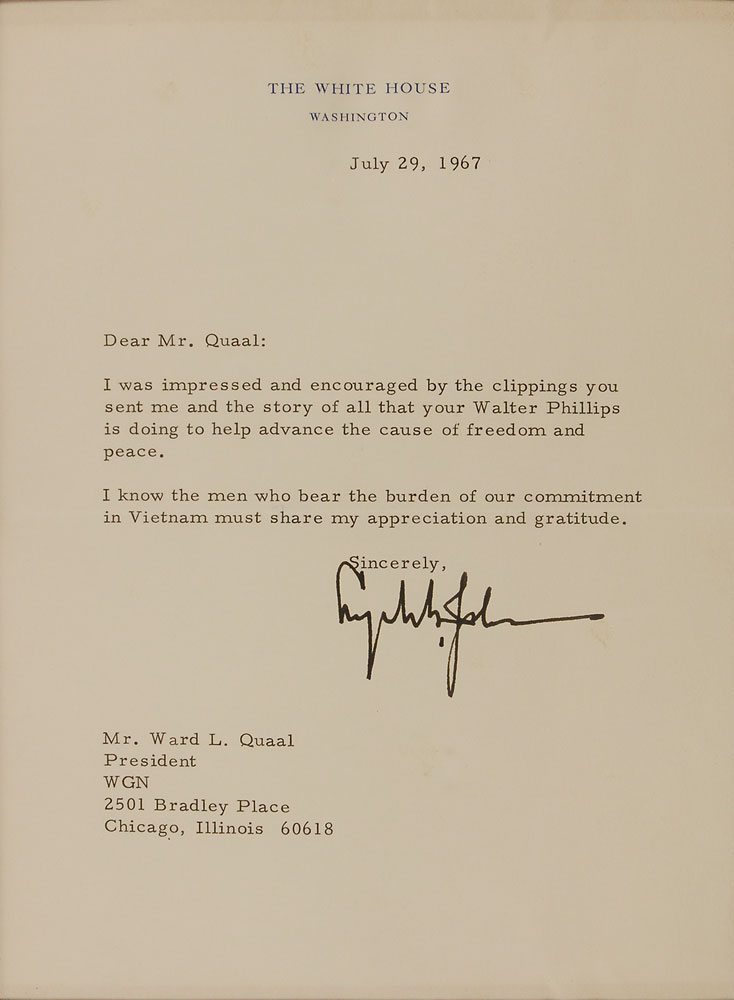 THE WHITE HOUSE
WASHINGTON
July 29, 1967
Dear Mr. Quaal:
I was impressed and encouraged by the clippings you
sent me and the story of all that your Walter Phillips
is doing to help advance the cause of freedom and
peace.
I know the men who bear the burden of our commitment
in Vietnam must share my appreciation and gratitude.
Sincerely,
Mr. Ward L. Quaal
President
WGN
2501 Bradley Place
Chicago, Illinois 60618